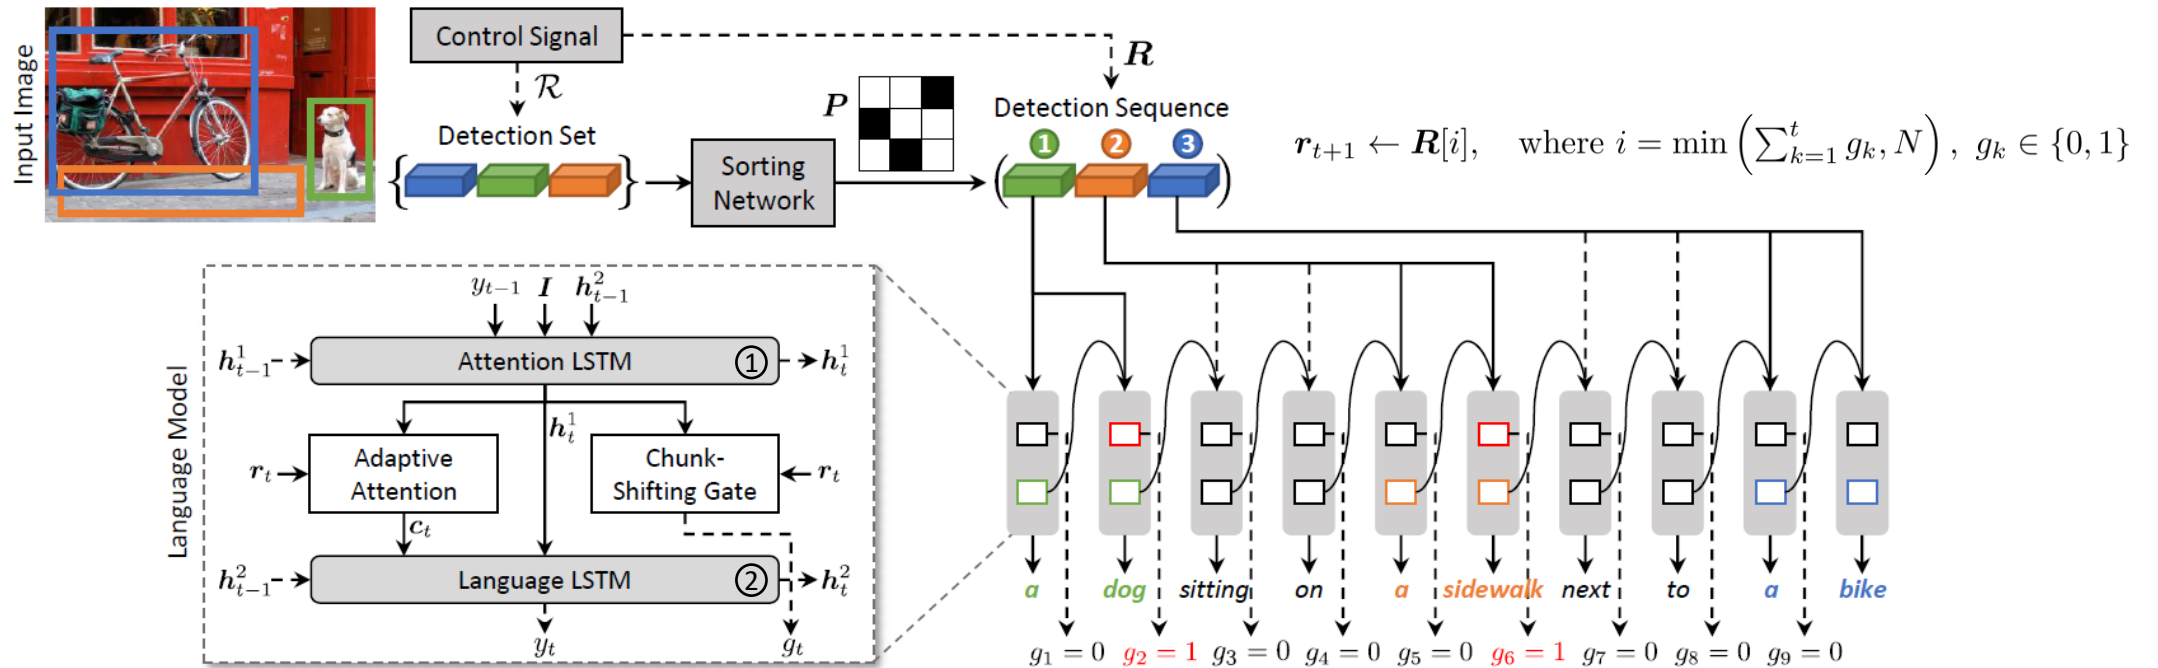 Input Image
Control Signal
ℛ
R
Detection Set
P
Sorting
Network
Detection Sequence
1 2 3
r_{t+1} ← R[i], where i = min (∑_{k=1}^{t} g_k, N), g_k ∈ {0, 1}
Language Model
y_{t−1} I h^2_{t−1}
h^1_{t−1} Attention LSTM ① h^1_t
h^1_t
r_t Adaptive
Attention
Chunk-
Shifting Gate r_t
c_t
h^2_{t−1} Language LSTM ② h^2_t
y_t g_t
a dog sitting on a sidewalk next to a bike
g_1 = 0 g_2 = 1 g_3 = 0 g_4 = 0 g_5 = 0 g_6 = 1 g_7 = 0 g_8 = 0 g_9 = 0